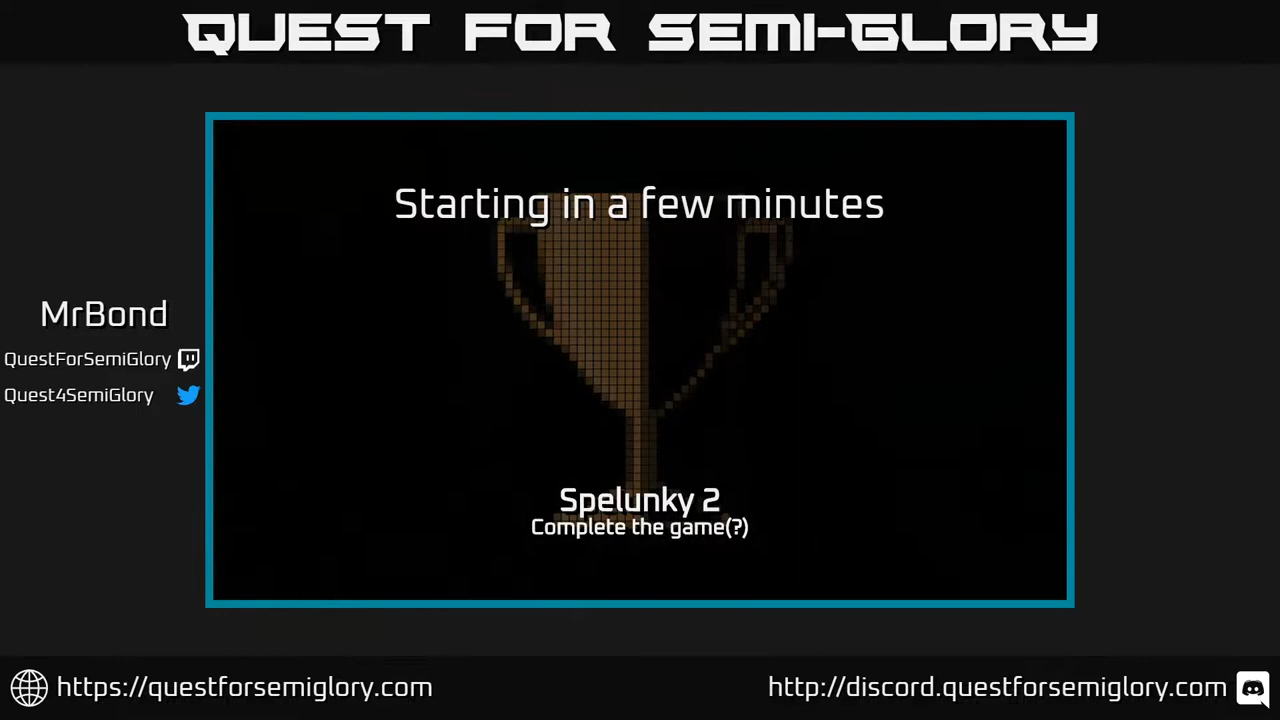 QUEST FOR SEMI-GLORY
Starting in a few minutes
MrBond
QuestForSemiGlory
Quest4SemiGlory
Spelunky 2
Complete the game(?)
https://questforsemiglory.com
http://discord.questforsemiglory.com